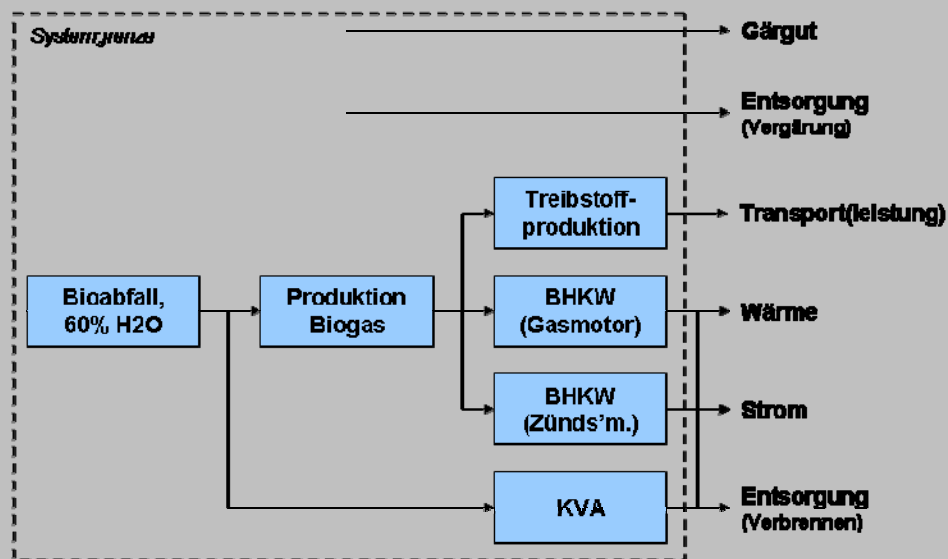 Systemgrenze
Gärgut
Entsorgung
(Vergärung)
Treibstoff-
produktion
Transport(leistung)
Bioabfall,
60% H2O
Produktion
Biogas
BHKW
(Gasmotor)
Wärme
BHKW
(Zünds'm.)
Strom
KVA
Entsorgung
(Verbrennen)